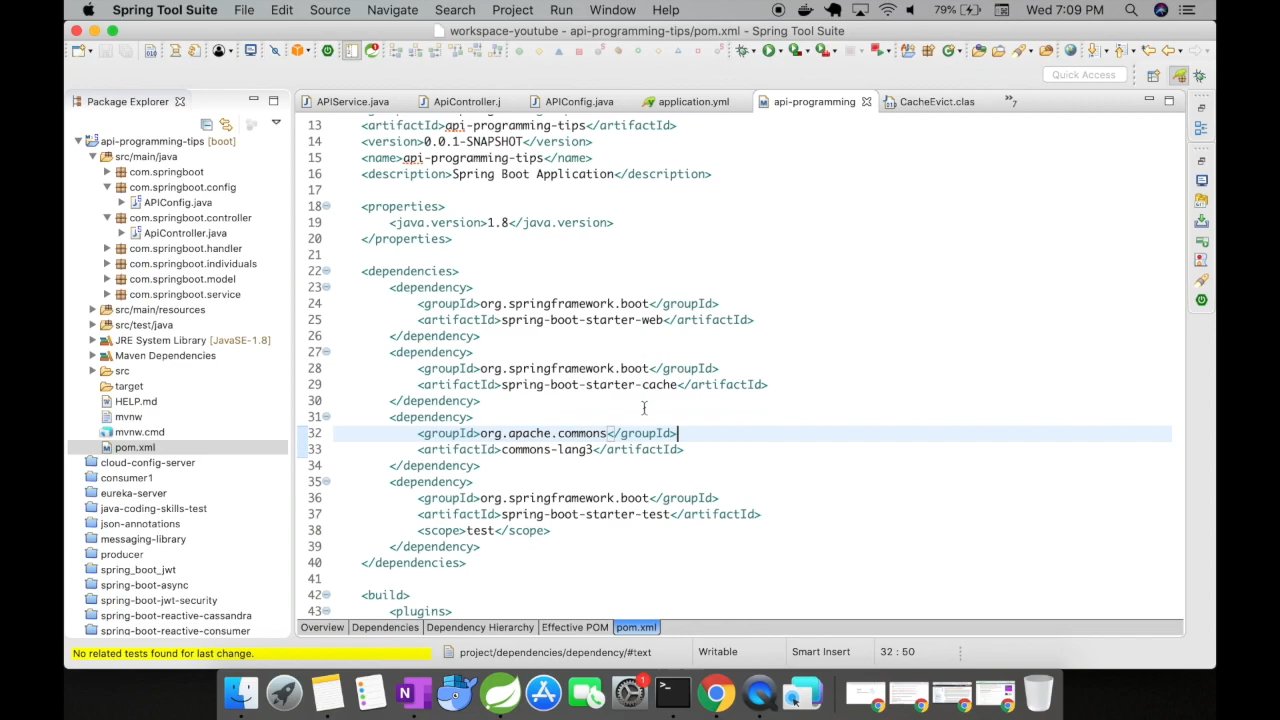 Spring Tool Suite File Edit Source Navigate Search Project Run Window Help 79% Wed 7:09 PM
workspace-youtube - api-programming-tips/pom.xml - Spring Tool Suite
Quick Access
Package Explorer
APIService.java ApiController.j APIConfig.java application.yml api-programming CacheEvict.class »7
api-programming-tips [boot]
src/main/java
com.springboot
com.springboot.config
APIConfig.java
com.springboot.controller
ApiController.java
com.springboot.handler
com.springboot.individuals
com.springboot.model
com.springboot.service
src/main/resources
src/test/java
JRE System Library [JavaSE-1.8]
Maven Dependencies
src
target
HELP.md
mvnw
mvnw.cmd
pom.xml
cloud-config-server
consumer1
eureka-server
java-coding-skills-test
json-annotations
messaging-library
producer
spring_boot_jwt
spring-boot-async
spring-boot-jwt-security
spring-boot-reactive-cassandra
spring-boot-reactive-consumer
13 <artifactId>api-programming-tips</artifactId>
14 <version>0.0.1-SNAPSHOT</version>
15 <name>api-programming-tips</name>
16 <description>Spring Boot Application</description>
17
18 <properties>
19 <java.version>1.8</java.version>
20 </properties>
21
22 <dependencies>
23 <dependency>
24 <groupId>org.springframework.boot</groupId>
25 <artifactId>spring-boot-starter-web</artifactId>
26 </dependency>
27 <dependency>
28 <groupId>org.springframework.boot</groupId>
29 <artifactId>spring-boot-starter-cache</artifactId>
30 </dependency>
31 <dependency>
32 <groupId>org.apache.commons</groupId>
33 <artifactId>commons-lang3</artifactId>
34 </dependency>
35 <dependency>
36 <groupId>org.springframework.boot</groupId>
37 <artifactId>spring-boot-starter-test</artifactId>
38 <scope>test</scope>
39 </dependency>
40 </dependencies>
41
42 <build>
43 <plugins>
Overview Dependencies Dependency Hierarchy Effective POM pom.xml
No related tests found for last change. project/dependencies/dependency/#text Writable Smart Insert 32 : 50
1